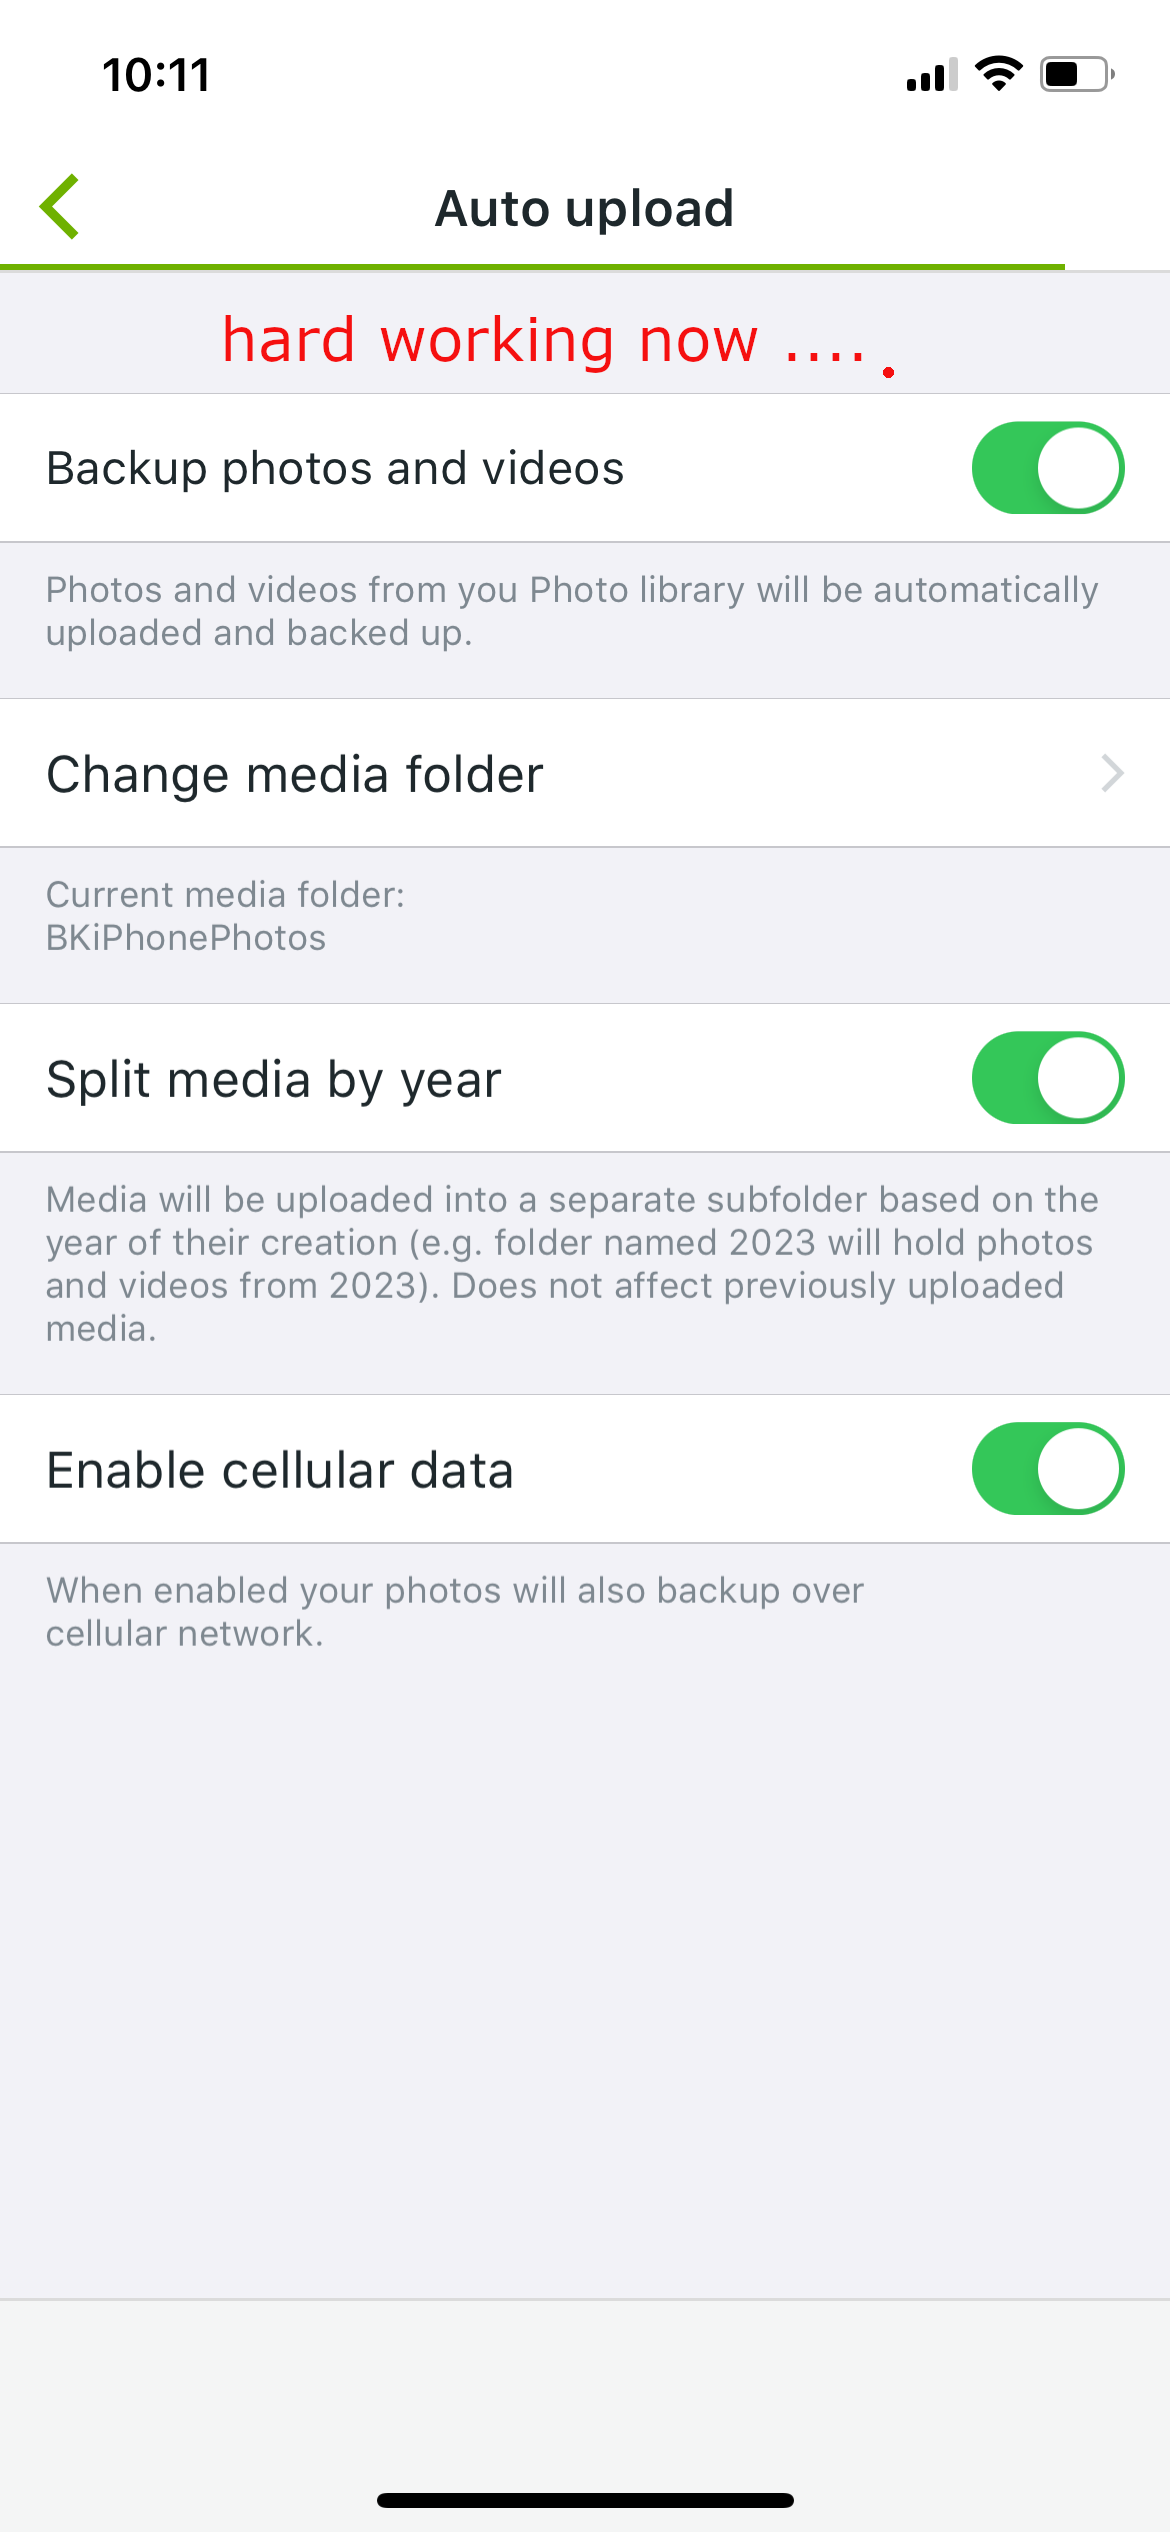 10:11
Auto upload
hard working now .....
Backup photos and videos
Photos and videos from you Photo library will be automatically
uploaded and backed up.
Change media folder
Current media folder:
BKiPhonePhotos
Split media by year
Media will be uploaded into a separate subfolder based on the
year of their creation (e.g. folder named 2023 will hold photos
and videos from 2023). Does not affect previously uploaded
media.
Enable cellular data
When enabled your photos will also backup over
cellular network.